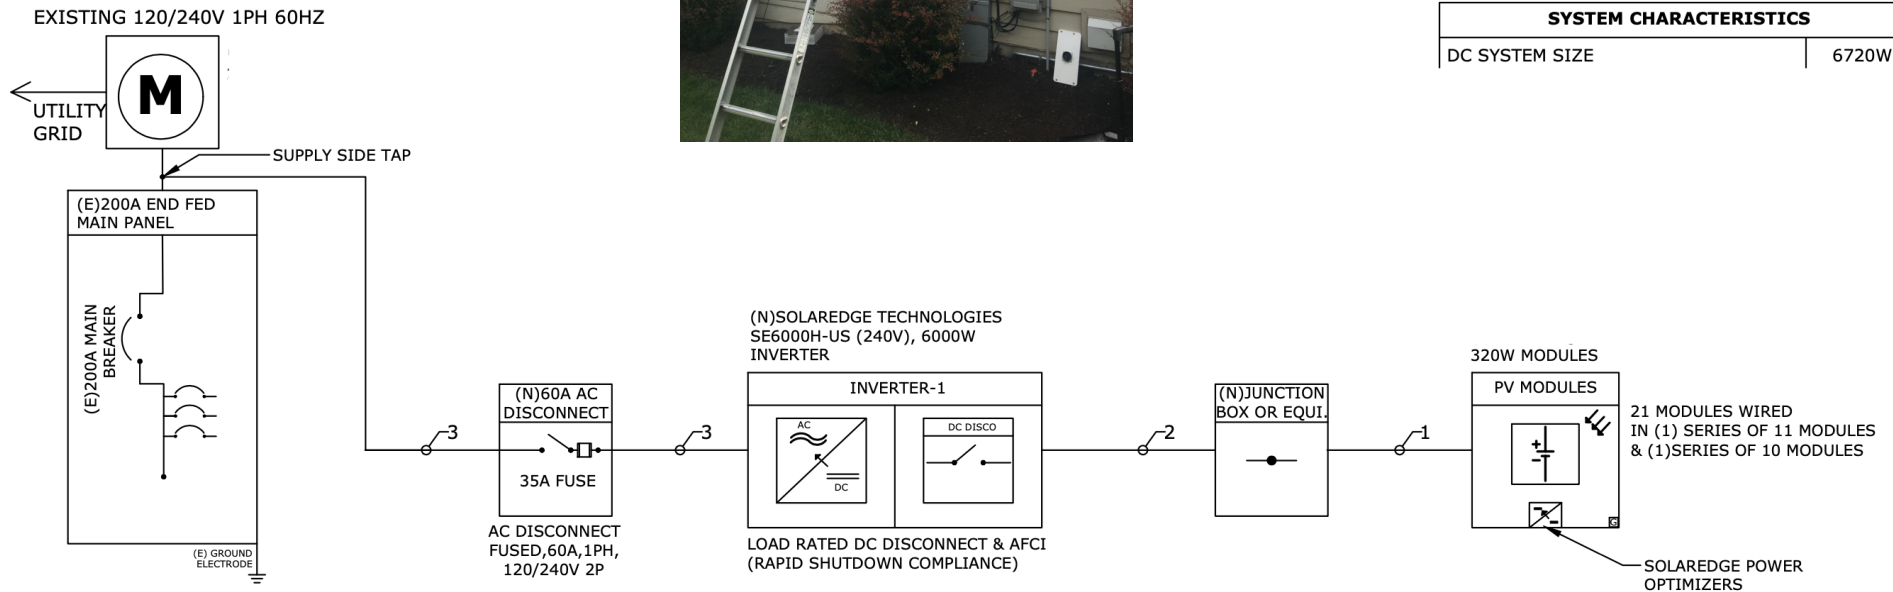 EXISTING 120/240V 1PH 60HZ
M
UTILITY
GRID
SUPPLY SIDE TAP
(E)200A END FED
MAIN PANEL
(E)200A MAIN
BREAKER
(E) GROUND
ELECTRODE
3
(N)60A AC
DISCONNECT
35A FUSE
AC DISCONNECT
FUSED,60A,1PH,
120/240V 2P
3
(N)SOLAREDGE TECHNOLOGIES
SE6000H-US (240V), 6000W
INVERTER
INVERTER-1
AC
DC
DC DISCO
LOAD RATED DC DISCONNECT & AFCI
(RAPID SHUTDOWN COMPLIANCE)
2
(N)JUNCTION
BOX OR EQUI.
1
320W MODULES
PV MODULES
G
21 MODULES WIRED
IN (1) SERIES OF 11 MODULES
& (1)SERIES OF 10 MODULES
SOLAREDGE POWER
OPTIMIZERS
SYSTEM CHARACTERISTICS
DC SYSTEM SIZE 6720W